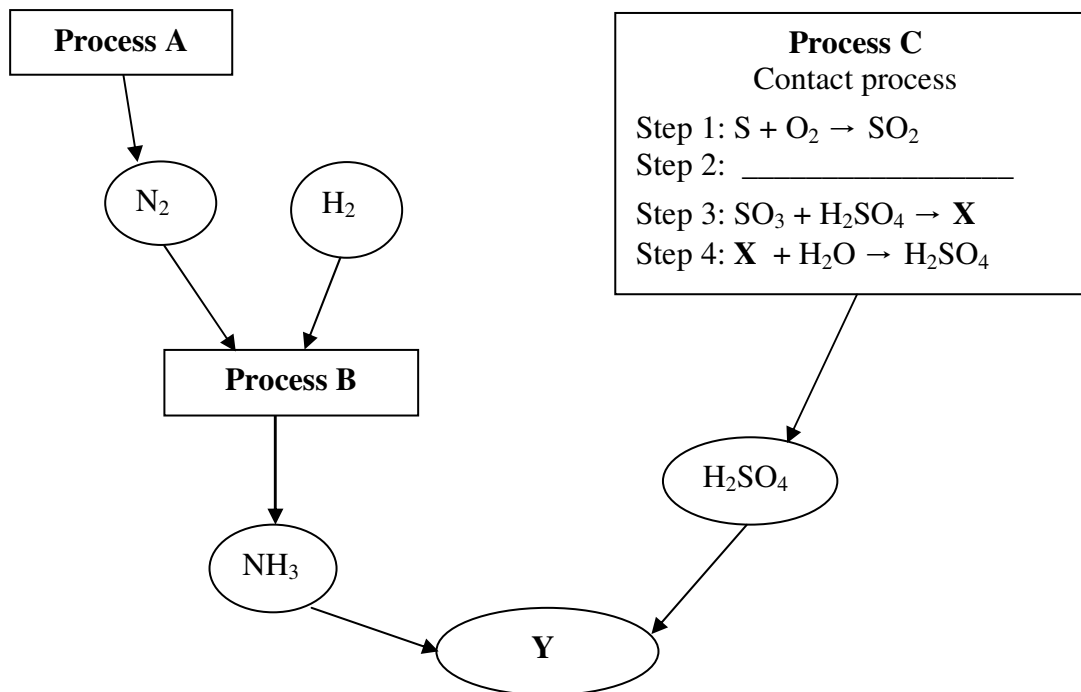 Process A
Process C
Contact process
Step 1: S + O₂ → SO₂
Step 2: _________________
Step 3: SO₃ + H₂SO₄ → X
Step 4: X + H₂O → H₂SO₄
N₂
H₂
Process B
H₂SO₄
NH₃
Y